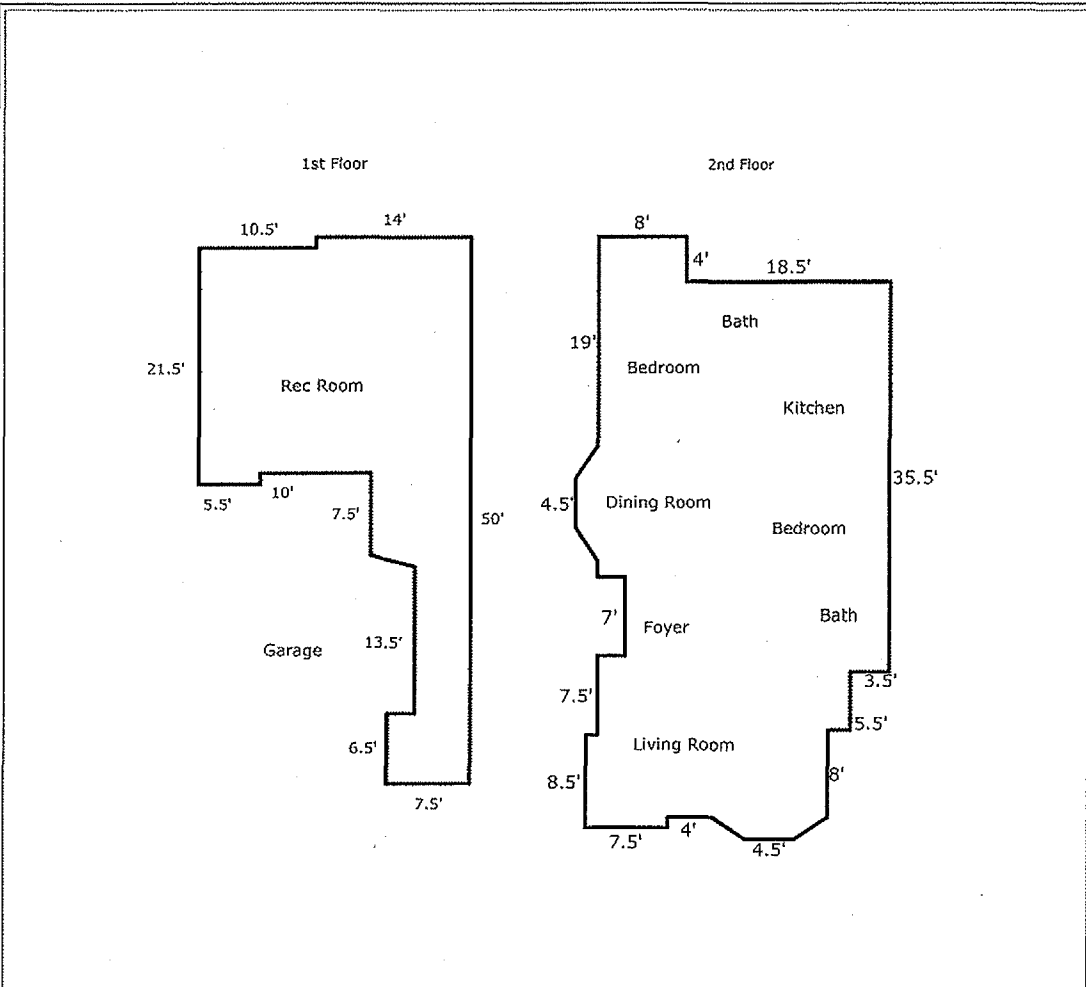 1st Floor
10.5'
14'
21.5'
Rec Room
5.5'
10'
7.5'
50'
13.5'
Garage
6.5'
7.5'
2nd Floor
8'
4'
18.5'
Bath
19'
Bedroom
Kitchen
4.5'
Dining Room
35.5'
Bedroom
7'
Foyer
Bath
3.5'
7.5'
5.5'
Living Room
8.5'
8'
7.5'
4'
4.5'